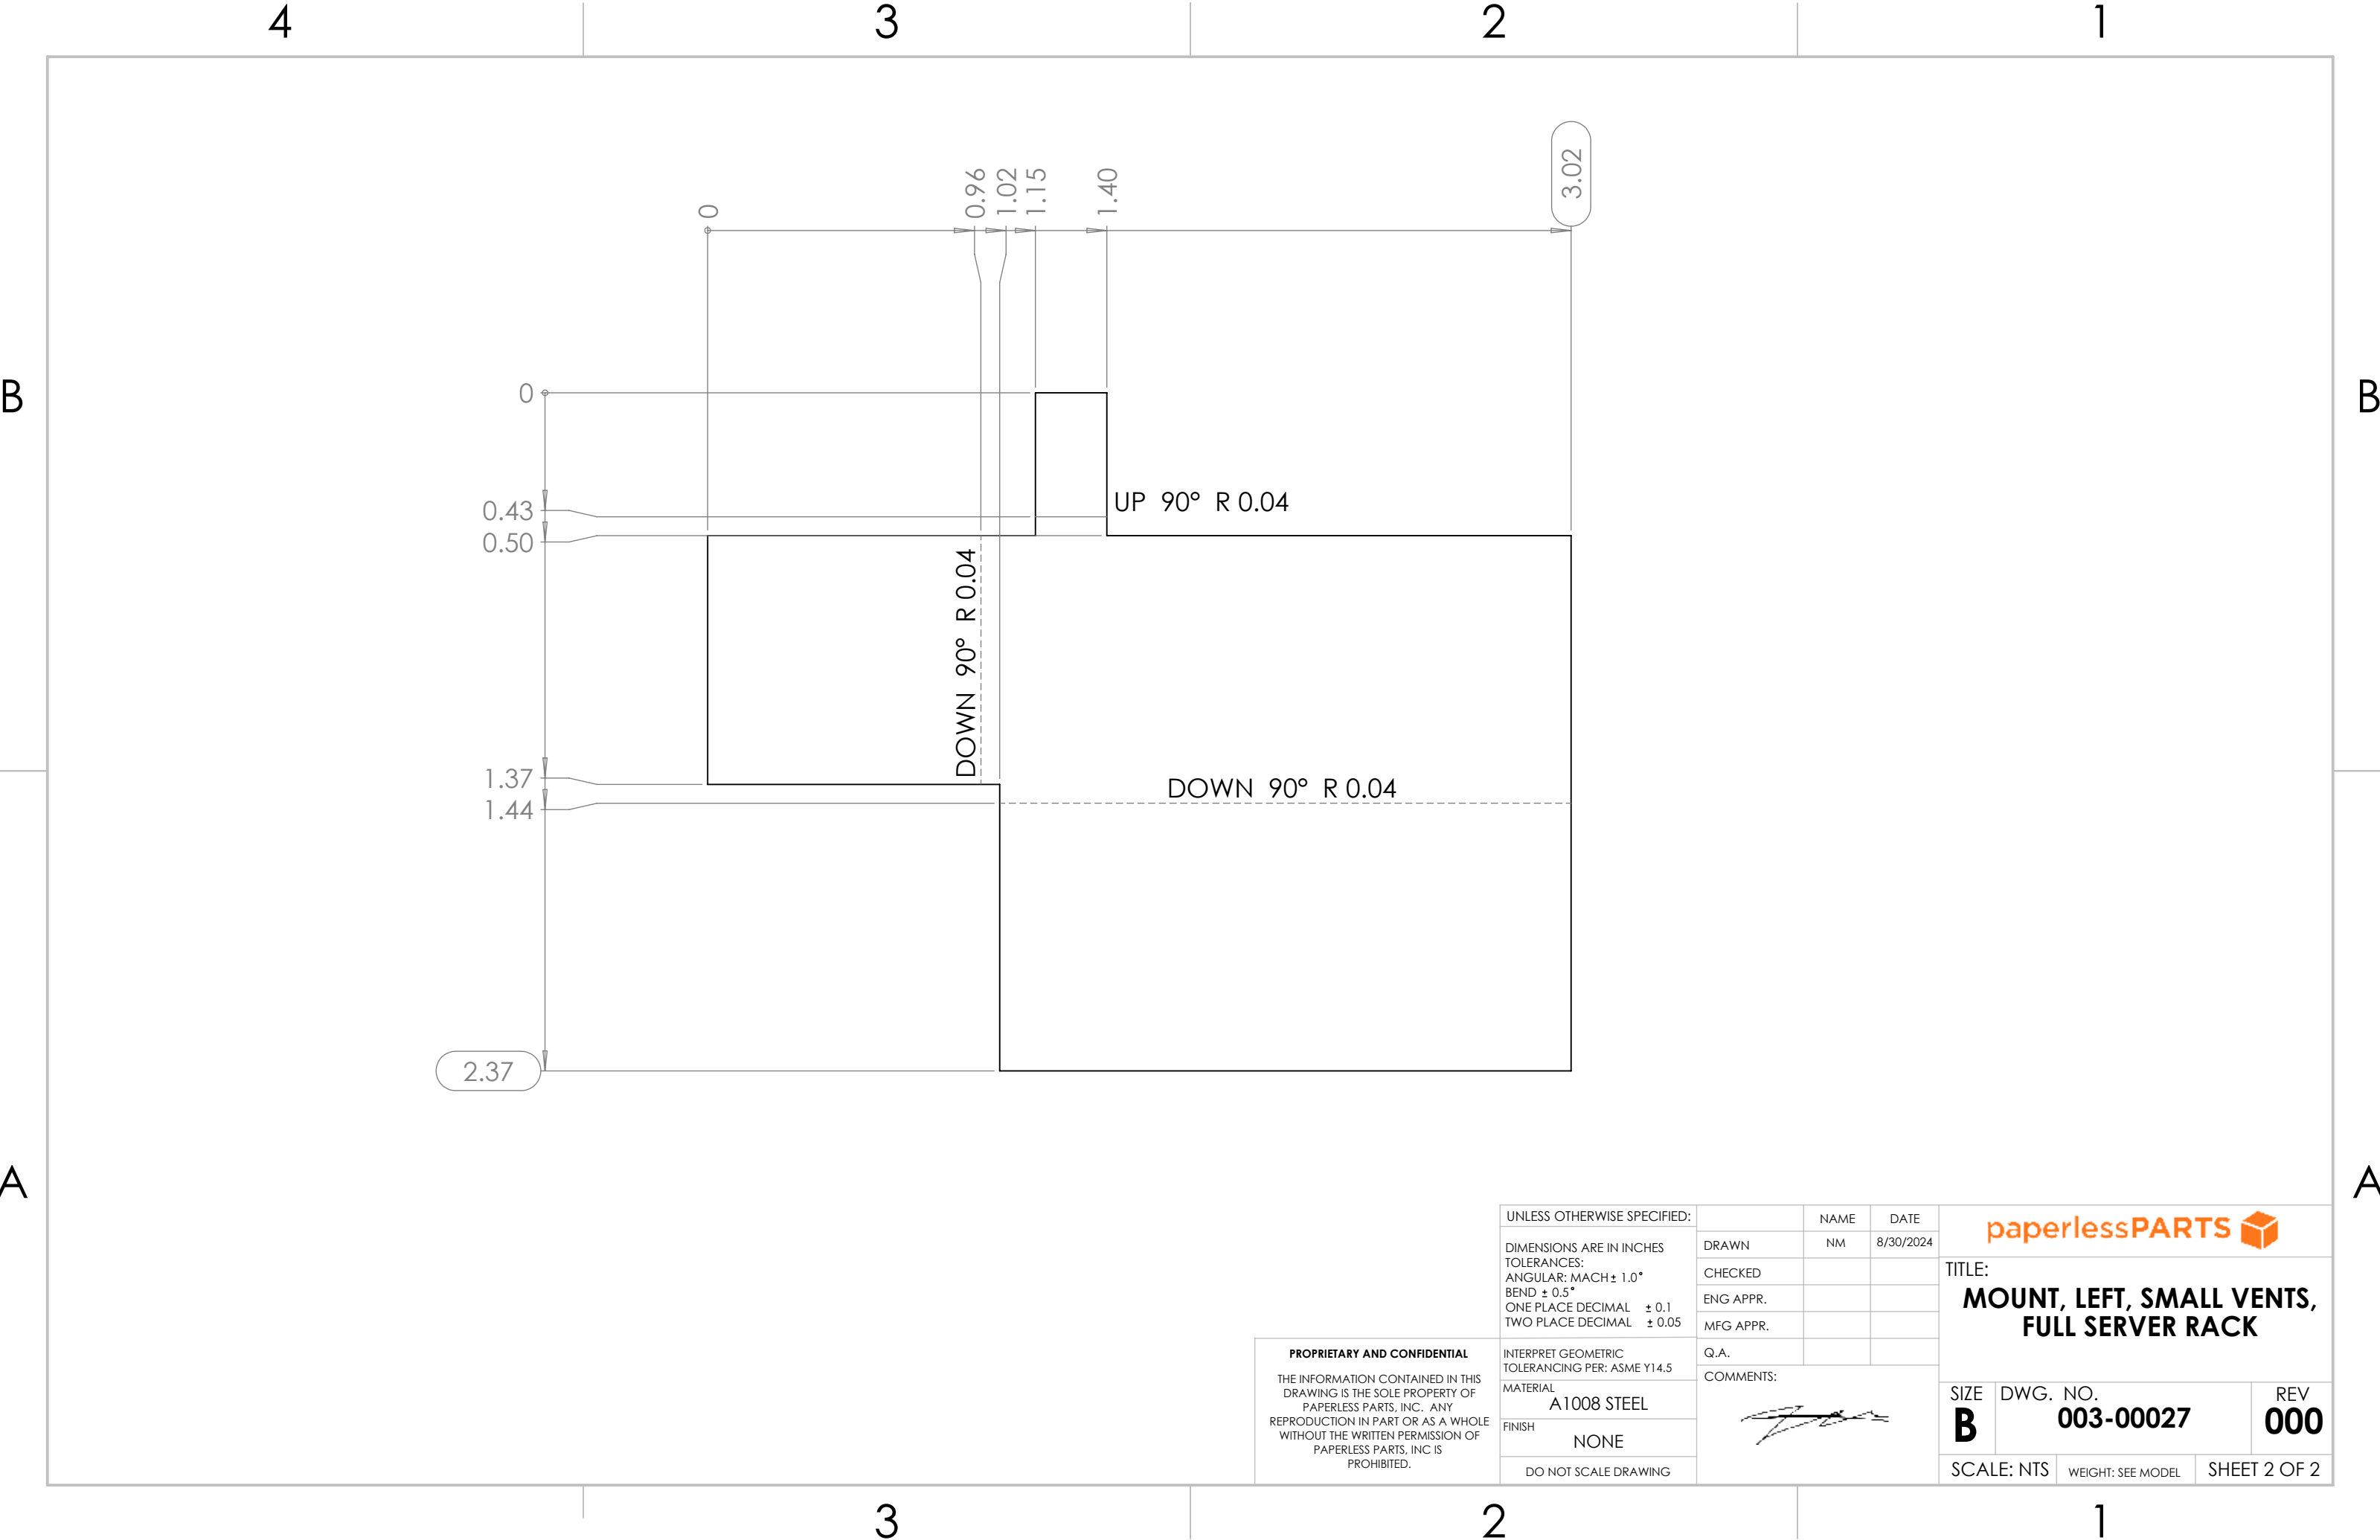 4 3 2 1
0 0.96 1.02 1.15 1.40 3.02
B B
0
0.43
UP 90° R 0.04
0.50
DOWN 90° R 0.04
1.37
DOWN 90° R 0.04
1.44
2.37
A A
PROPRIETARY AND CONFIDENTIAL
THE INFORMATION CONTAINED IN THIS
DRAWING IS THE SOLE PROPERTY OF
PAPERLESS PARTS, INC. ANY
REPRODUCTION IN PART OR AS A WHOLE
WITHOUT THE WRITTEN PERMISSION OF
PAPERLESS PARTS, INC IS
PROHIBITED.
UNLESS OTHERWISE SPECIFIED:
DIMENSIONS ARE IN INCHES
TOLERANCES:
ANGULAR: MACH ± 1.0°
BEND ± 0.5°
ONE PLACE DECIMAL ± 0.1
TWO PLACE DECIMAL ± 0.05
INTERPRET GEOMETRIC
TOLERANCING PER: ASME Y14.5
MATERIAL
A1008 STEEL
FINISH
NONE
DO NOT SCALE DRAWING
NAME DATE
DRAWN NM 8/30/2024
CHECKED
ENG APPR.
MFG APPR.
Q.A.
COMMENTS:
paperlessPARTS
TITLE:
MOUNT, LEFT, SMALL VENTS,
FULL SERVER RACK
SIZE DWG. NO. REV
B 003-00027 000
SCALE: NTS WEIGHT: SEE MODEL SHEET 2 OF 2
3 2 1